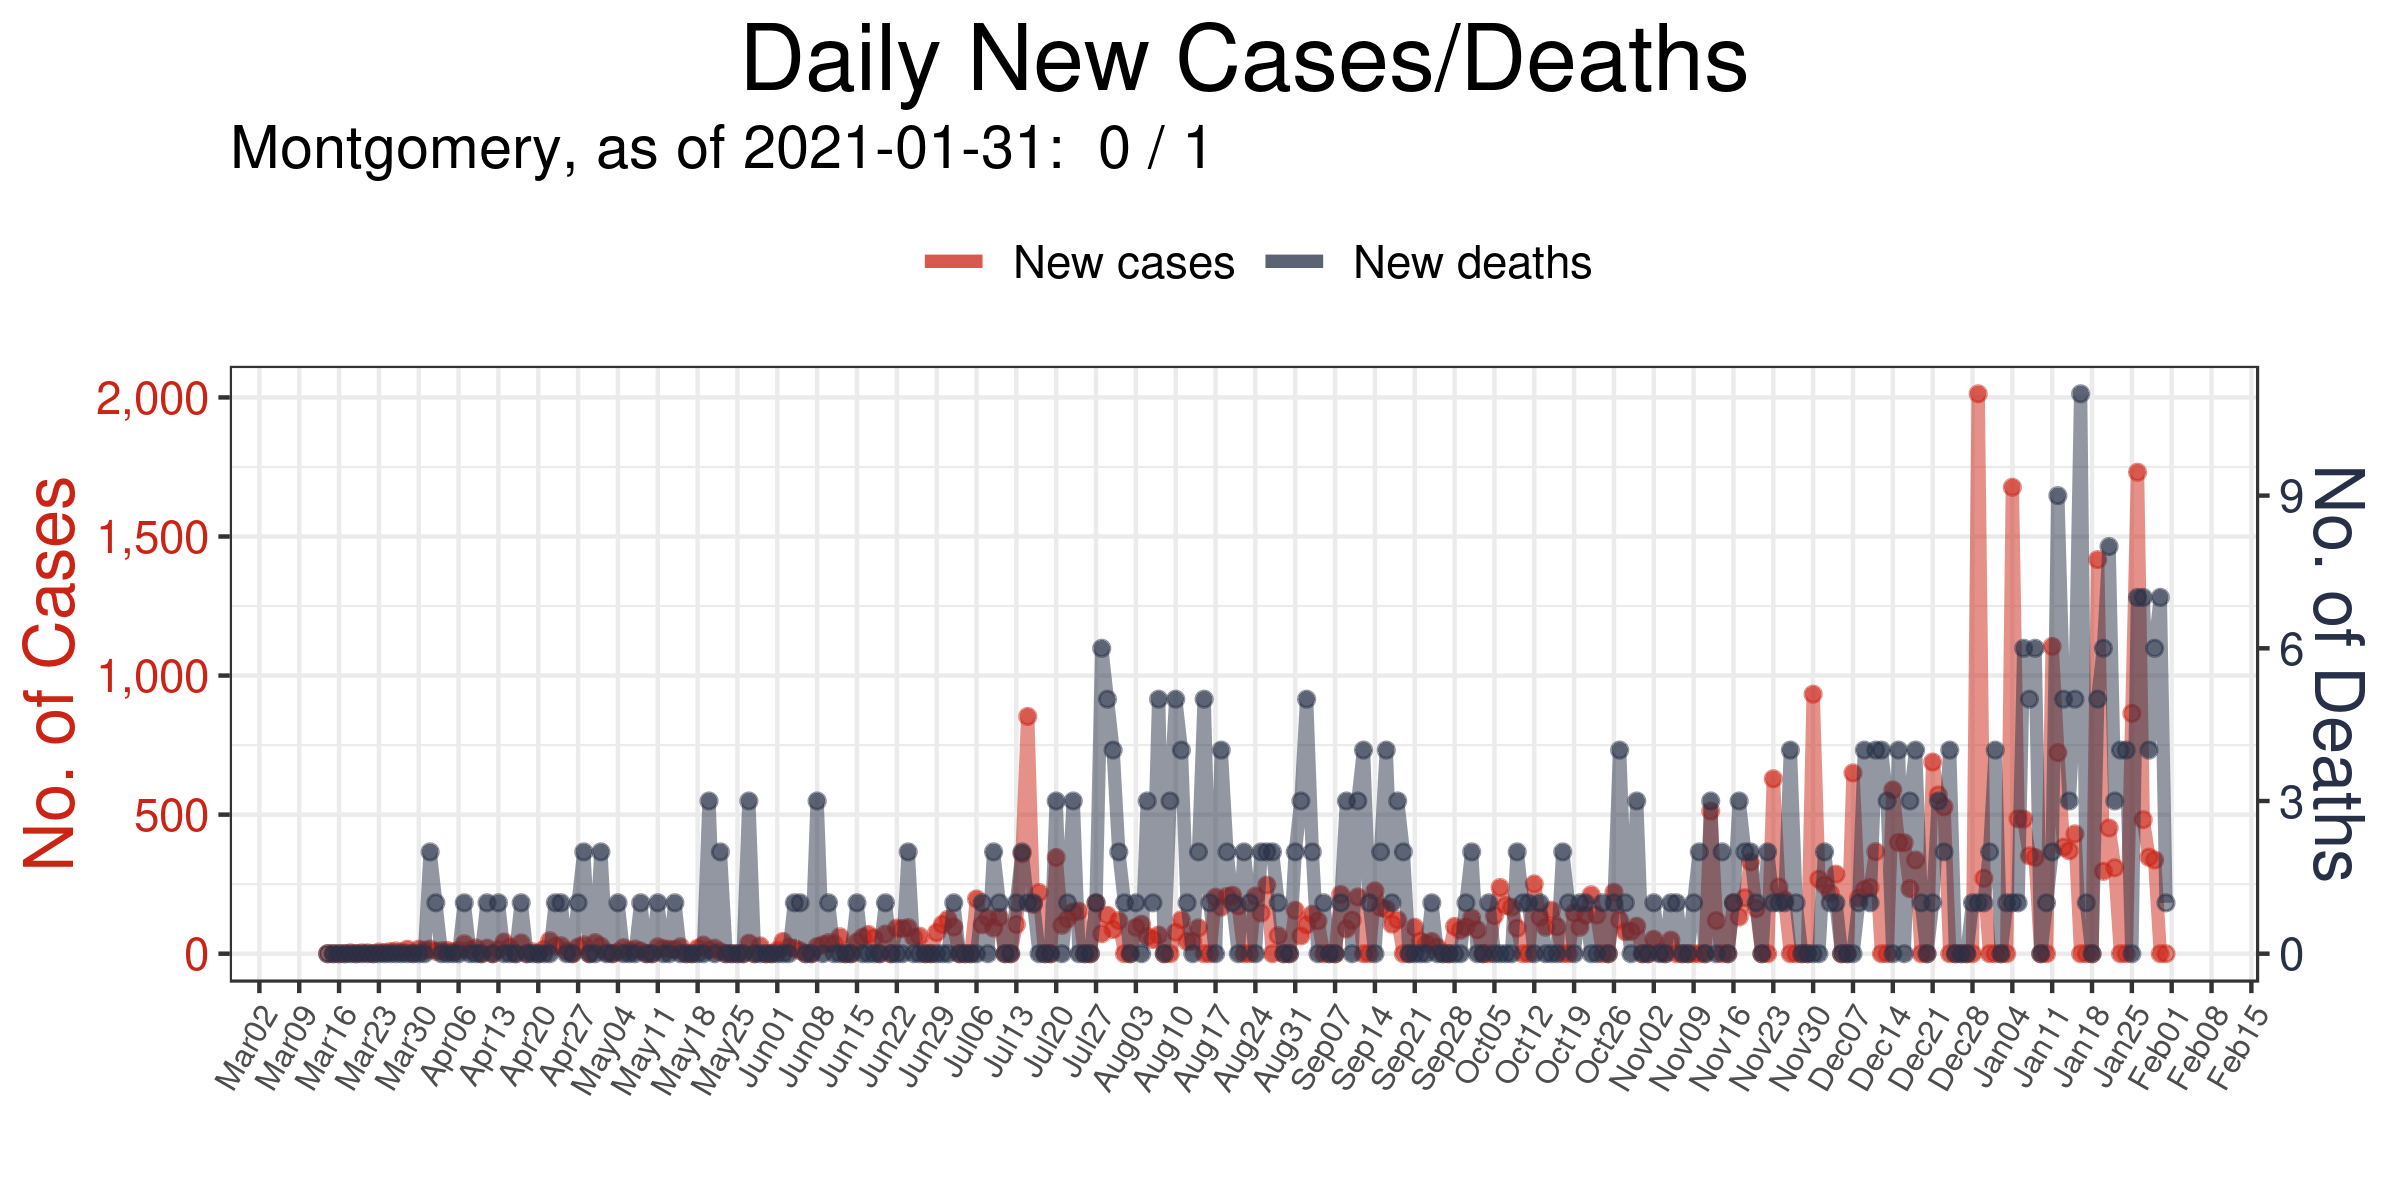 Daily New Cases/Deaths
Montgomery, as of 2021-01-31: 0 / 1
New cases New deaths
No. of Cases
2,000
1,500
1,000
500
0
9
6
3
0
No. of Deaths
Mar02 Mar09 Mar16 Mar23 Mar30 Apr06 Apr13 Apr20 Apr27 May04 May11 May18 May25 Jun01 Jun08 Jun15 Jun22 Jun29 Jul06 Jul13 Jul20 Jul27 Aug03 Aug10 Aug17 Aug24 Aug31 Sep07 Sep14 Sep21 Sep28 Oct05 Oct12 Oct19 Oct26 Nov02 Nov09 Nov16 Nov23 Nov30 Dec07 Dec14 Dec21 Dec28 Jan04 Jan11 Jan18 Jan25 Feb01 Feb08 Feb15